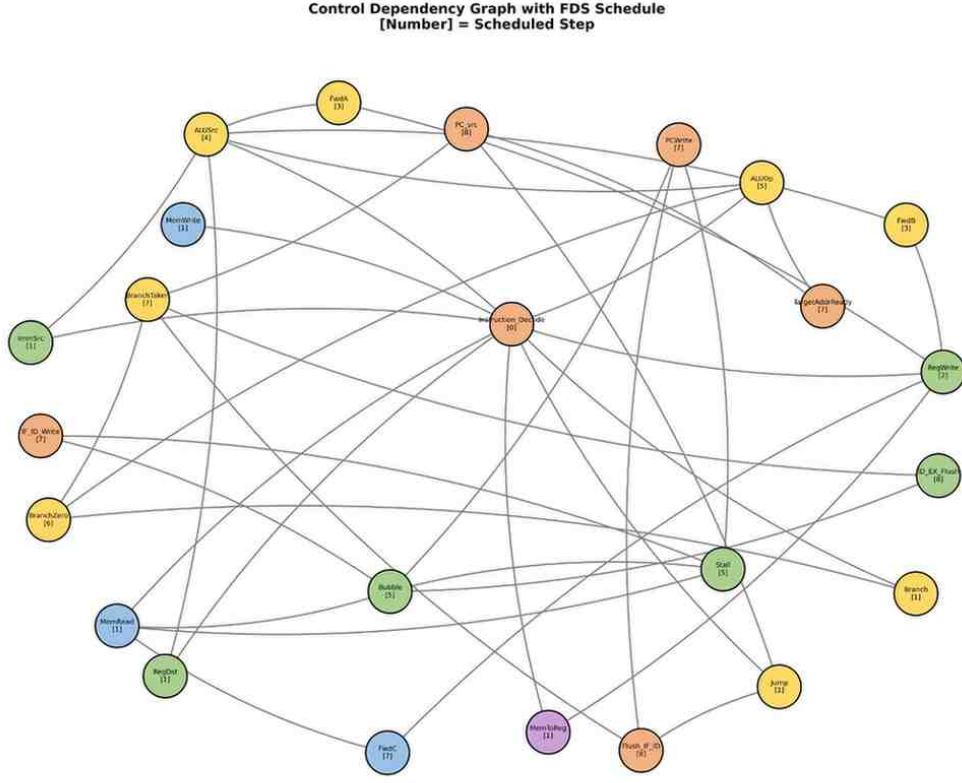 Control Dependency Graph with FDS Schedule
[Number] = Scheduled Step
FwdA
[3]
PC_src
[8]
ALUSrc
[4]
PCWrite
[7]
ALUOp
[5]
MemWrite
[1]
FwdB
[3]
BranchTaken
[7]
TargetAddrReady
[7]
Instruction_Decode
[0]
ImmSrc
[1]
RegWrite
[2]
IF_ID_Write
[7]
ID_EX_Flush
[8]
BranchZero
[6]
Stall
[5]
Bubble
[5]
Branch
[1]
MemRead
[1]
RegDst
[1]
Jump
MemToReg
[1]
Flush_IF_ID
[8]
FwdC
[7]